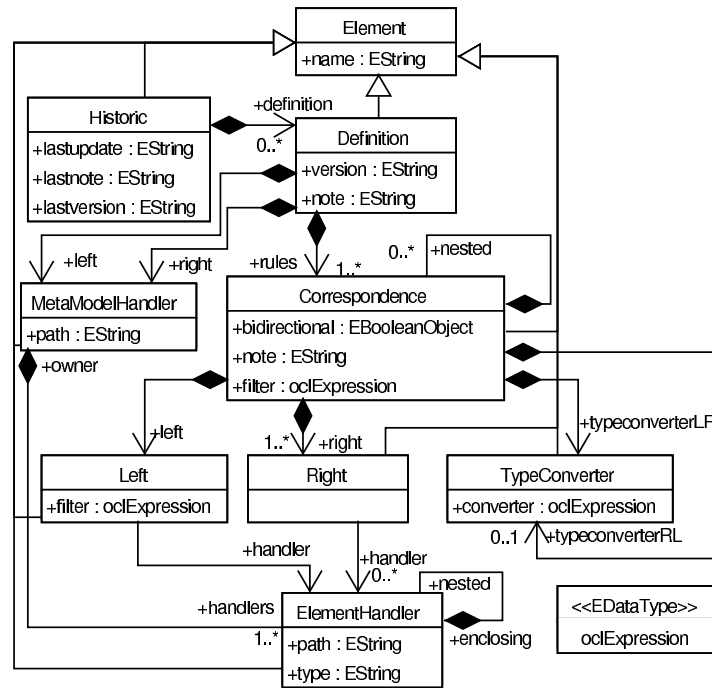 Element
+name : EString
Historic
+lastupdate : EString
+lastnote : EString
+lastversion : EString
+definition
0..*
Definition
+version : EString
+note : EString
+left
+right
+rules
1..*
0..*
+nested
MetaModelHandler
+path : EString
+owner
Correspondence
+bidirectional : EBooleanObject
+note : EString
+filter : oclExpression
+left
1..*
+right
+typeconverterLF
Left
+filter : oclExpression
Right
TypeConverter
+converter : oclExpression
0..1
+typeconverterRL
+handler
+handler
0..*
+nested
+handlers
1..*
ElementHandler
+path : EString
+type : EString
+enclosing
<<EDataType>>
oclExpression